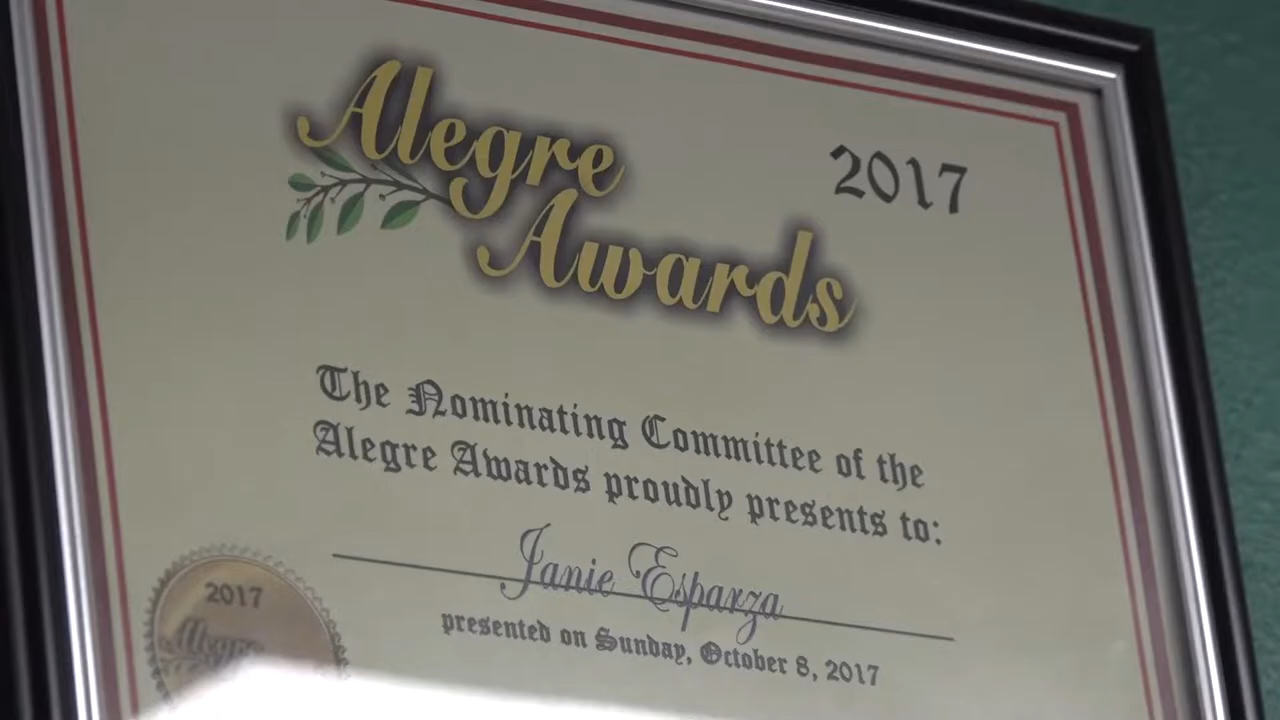 Alegre
Awards
2017
The Nominating Committee of the
Alegre Awards proudly presents to:
Janie Esparza
presented on Sunday, October 8, 2017
2017
Alegre